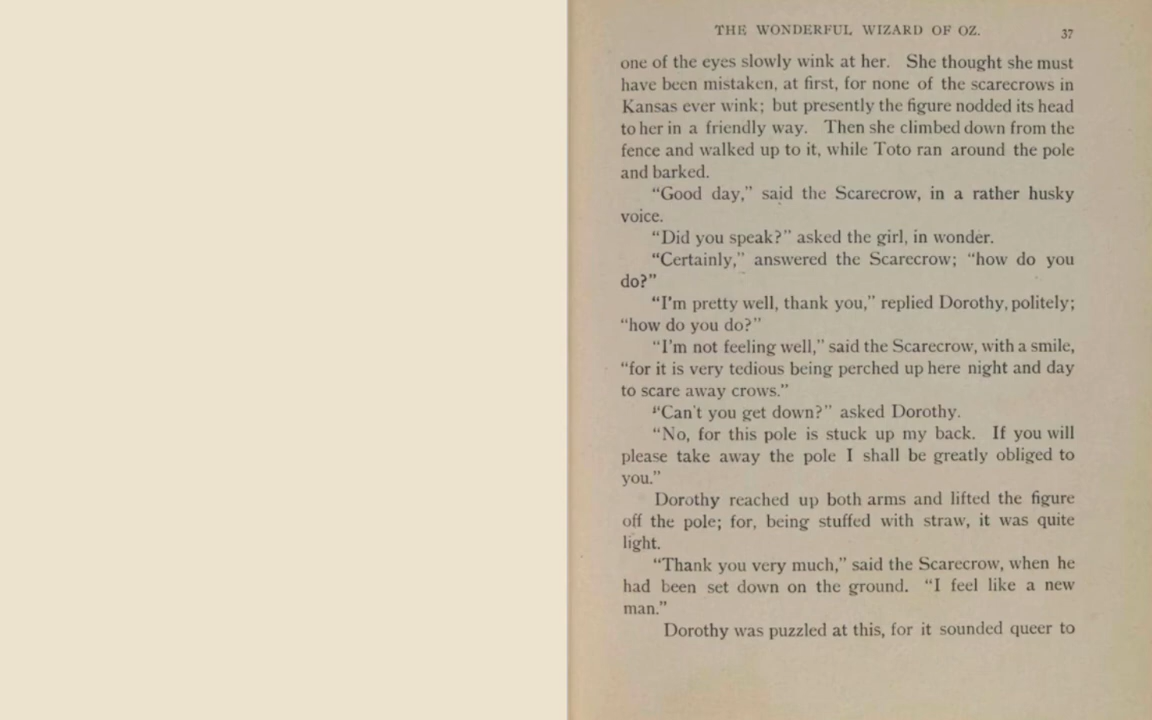 THE WONDERFUL WIZARD OF OZ. 37
one of the eyes slowly wink at her. She thought she must
have been mistaken, at first, for none of the scarecrows in
Kansas ever wink; but presently the figure nodded its head
to her in a friendly way. Then she climbed down from the
fence and walked up to it, while Toto ran around the pole
and barked.
“Good day,” said the Scarecrow, in a rather husky
voice.
“Did you speak?” asked the girl, in wonder.
“Certainly,” answered the Scarecrow; “how do you
do?”
“I'm pretty well, thank you,” replied Dorothy, politely;
“how do you do?”
“I'm not feeling well,” said the Scarecrow, with a smile,
“for it is very tedious being perched up here night and day
to scare away crows.”
“Can't you get down?” asked Dorothy.
“No, for this pole is stuck up my back. If you will
please take away the pole I shall be greatly obliged to
you.”
Dorothy reached up both arms and lifted the figure
off the pole; for, being stuffed with straw, it was quite
light.
“Thank you very much,” said the Scarecrow, when he
had been set down on the ground. “I feel like a new
man.”
Dorothy was puzzled at this, for it sounded queer to